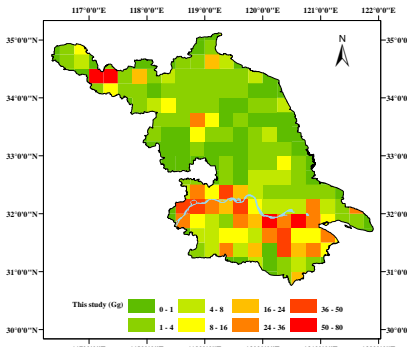 117°0'0"E 118°0'0"E 119°0'0"E 120°0'0"E 121°0'0"E 122°0'0"E
N
35°0'0"N 35°0'0"N
34°0'0"N 34°0'0"N
33°0'0"N 33°0'0"N
32°0'0"N 32°0'0"N
31°0'0"N 31°0'0"N
This study (Gg) 0 - 1 4 - 8 16 - 24 36 - 50
1 - 4 8 - 16 24 - 36 50 - 80
30°0'0"N 30°0'0"N